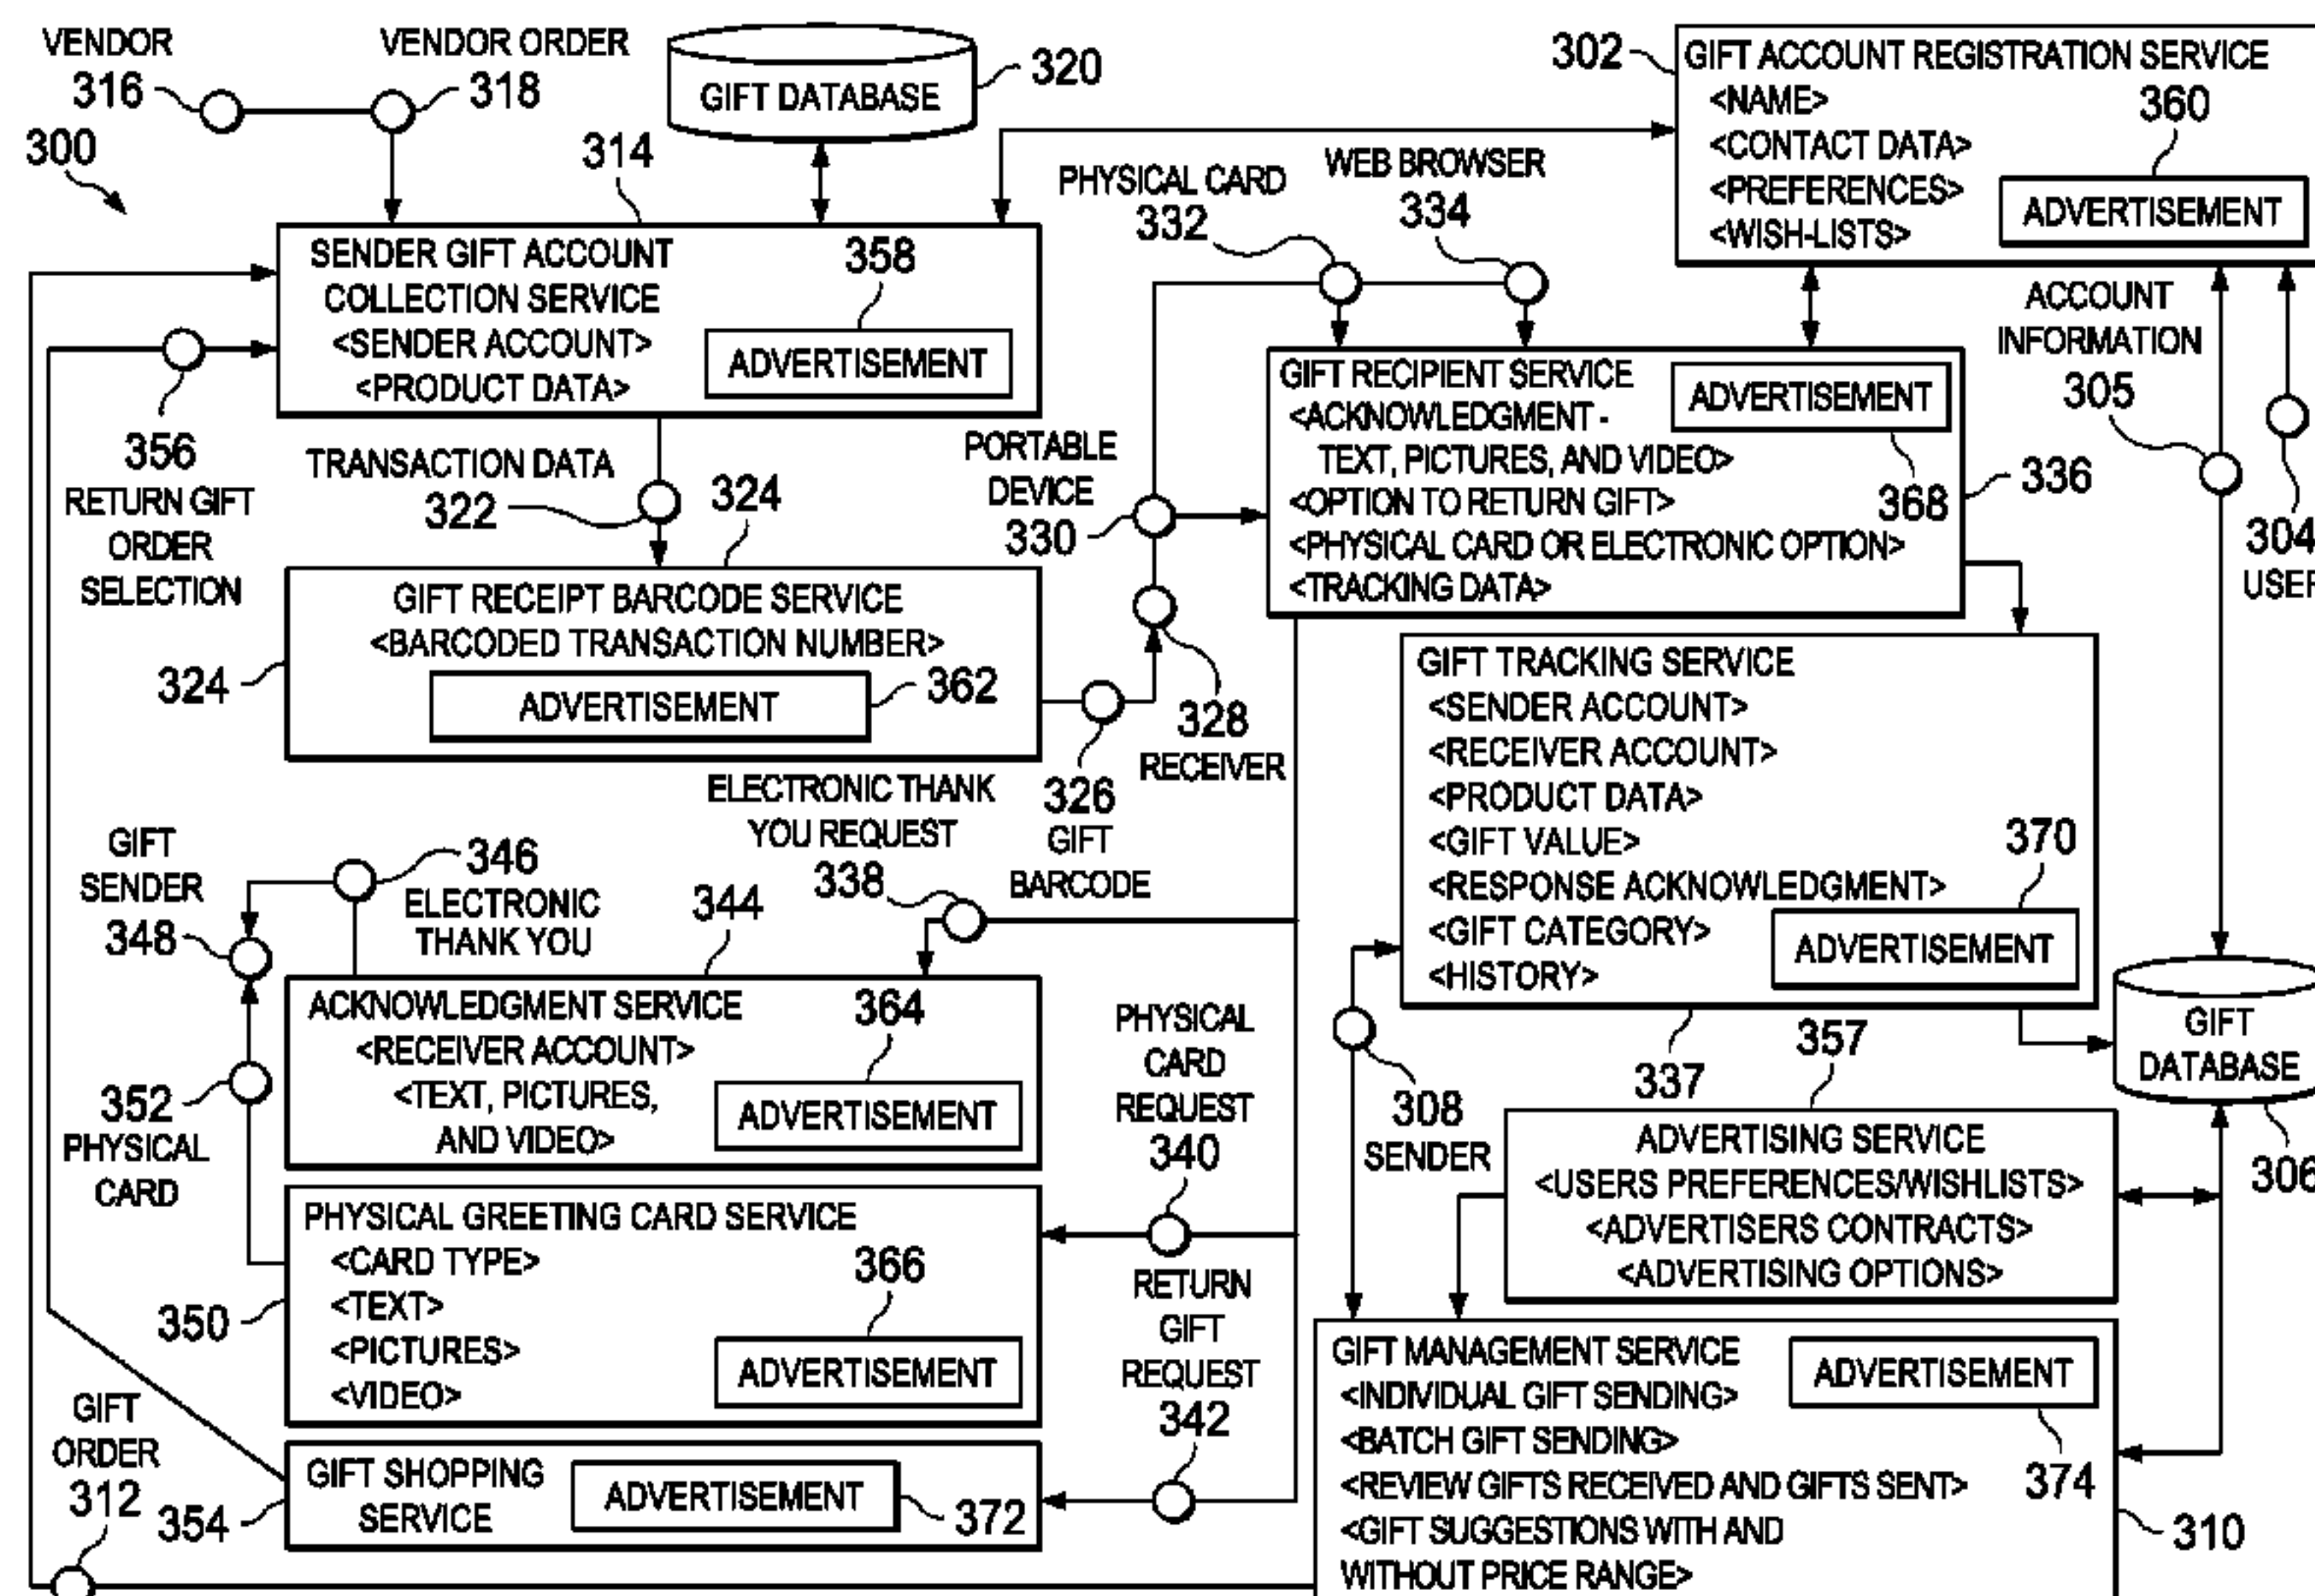 VENDOR
316
VENDOR ORDER
318
300
GIFT DATABASE
320
314
SENDER GIFT ACCOUNT
COLLECTION SERVICE
<SENDER ACCOUNT>
<PRODUCT DATA>
358
ADVERTISEMENT
302
GIFT ACCOUNT REGISTRATION SERVICE
<NAME>
<CONTACT DATA>
<PREFERENCES>
<WISH-LISTS>
360
ADVERTISEMENT
PHYSICAL CARD
332
WEB BROWSER
334
ACCOUNT
INFORMATION
305
304
USER
356
RETURN GIFT
ORDER
SELECTION
TRANSACTION DATA
322
324
GIFT RECEIPT BARCODE SERVICE
<BARCODED TRANSACTION NUMBER>
ADVERTISEMENT
362
324
PORTABLE
DEVICE
330
328
RECEIVER
326
GIFT
BARCODE
GIFT RECIPIENT SERVICE
<ACKNOWLEDGMENT -
TEXT, PICTURES, AND VIDEO>
<OPTION TO RETURN GIFT>
<PHYSICAL CARD OR ELECTRONIC OPTION>
<TRACKING DATA>
ADVERTISEMENT
368
336
GIFT TRACKING SERVICE
<SENDER ACCOUNT>
<RECEIVER ACCOUNT>
<PRODUCT DATA>
<GIFT VALUE>
<RESPONSE ACKNOWLEDGMENT>
<GIFT CATEGORY>
<HISTORY>
370
ADVERTISEMENT
337
ELECTRONIC THANK
YOU REQUEST
338
GIFT
SENDER
348
346
ELECTRONIC
THANK YOU
344
ACKNOWLEDGMENT SERVICE
<RECEIVER ACCOUNT>
<TEXT, PICTURES,
AND VIDEO>
364
ADVERTISEMENT
352
PHYSICAL
CARD
PHYSICAL
CARD
REQUEST
340
308
SENDER
357
ADVERTISING SERVICE
<USERS PREFERENCES/WISHLISTS>
<ADVERTISERS CONTRACTS>
<ADVERTISING OPTIONS>
GIFT
DATABASE
306
PHYSICAL GREETING CARD SERVICE
<CARD TYPE>
<TEXT>
<PICTURES>
<VIDEO>
366
ADVERTISEMENT
350
RETURN
GIFT
REQUEST
342
GIFT
ORDER
312
354
GIFT SHOPPING
SERVICE
ADVERTISEMENT
372
GIFT MANAGEMENT SERVICE
<INDIVIDUAL GIFT SENDING>
<BATCH GIFT SENDING>
<REVIEW GIFTS RECEIVED AND GIFTS SENT>
<GIFT SUGGESTIONS WITH AND
WITHOUT PRICE RANGE>
ADVERTISEMENT
374
310